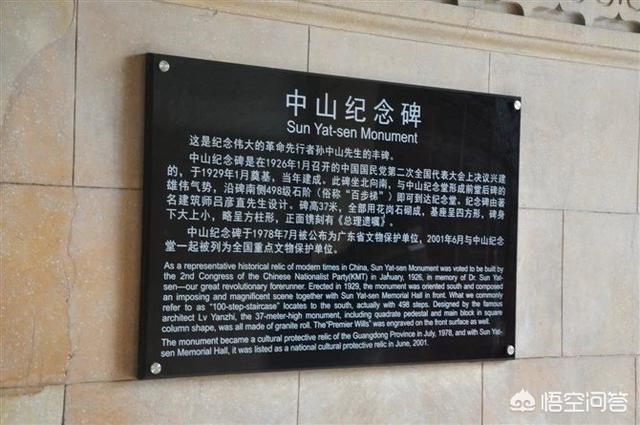 中山纪念碑
Sun Yat-sen Monument
这是纪念伟大的革命先行者孙中山先生的丰碑。
中山纪念碑是在1926年1月召开的中国国民党第二次全国代表大会上决议兴建
的，于1929年1月奠基，当年建成。此碑坐北向南，与中山纪念堂形成前堂后碑的
雄伟气势，沿碑南侧498级石阶（俗称“百步梯”）即可到达纪念碑。纪念碑由著
名建筑师吕彦直先生设计。碑高37米，全部用花岗石砌成，基座呈四方形，碑身
下大上小，略呈方柱形，正面镌刻有《总理遗嘱》。
中山纪念碑于1978年7月被公布为广东省文物保护单位，2001年6月与中山纪念
堂一起被列为全国重点文物保护单位。
As a representative historical relic of modern times in China, Sun Yat-sen Monument was voted to be built by
the 2nd Congress of the Chinese Nationalist Party(KMT) in January, 1926, in memory of Dr. Sun Yat-
sen—our great revolutionary forerunner. Erected in 1929, the monument was oriented south and composed
an imposing and magnificent scene together with Sun Yat-sen Memorial Hall in front. What we commonly
refer to as “100-step-staircase” locates to the south, actually with 498 steps. Designed by the famous
architect Lv Yanzhi, the 37-meter-high monument, including quadrate pedestal and main block in square
column shape, was all made of granite roll. The“Premier Wills” was engraved on the front surface as well.
The monument became a cultural protective relic of the Guangdong Province in July, 1978, and with Sun Yat-
sen Memorial Hall, it was listed as a national cultural protective relic in June, 2001.
悟空问答